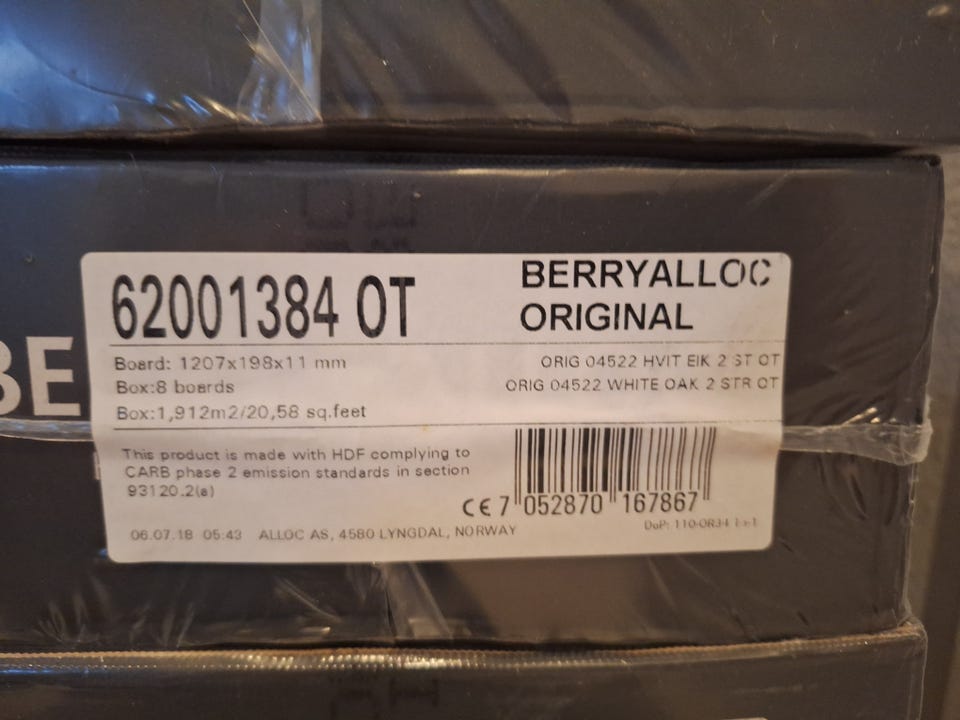 62001384 OT
BERRYALLOC
ORIGINAL
Board: 1207x198x11 mm
Box:8 boards
Box:1,912m2/20,58 sq.feet
ORIG 04522 HVIT EIK 2 ST OT
ORIG 04522 WHITE OAK 2 STR OT
BE
This product is made with HDF complying to
CARB phase 2 emission standards in section
93120.2(a)
CE 7 052870 167867
06.07.18 05:43 ALLOC AS, 4580 LYNGDAL, NORWAY
DoP: